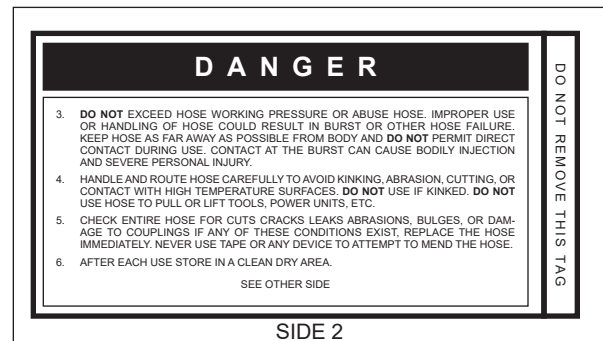 DANGER
3. DO NOT EXCEED HOSE WORKING PRESSURE OR ABUSE HOSE. IMPROPER USE
OR HANDLING OF HOSE COULD RESULT IN BURST OR OTHER HOSE FAILURE.
KEEP HOSE AS FAR AWAY AS POSSIBLE FROM BODY AND DO NOT PERMIT DIRECT
CONTACT DURING USE. CONTACT AT THE BURST CAN CAUSE BODILY INJECTION
AND SEVERE PERSONAL INJURY.
4. HANDLE AND ROUTE HOSE CAREFULLY TO AVOID KINKING, ABRASION, CUTTING, OR
CONTACT WITH HIGH TEMPERATURE SURFACES. DO NOT USE IF KINKED. DO NOT
USE HOSE TO PULL OR LIFT TOOLS, POWER UNITS, ETC.
5. CHECK ENTIRE HOSE FOR CUTS CRACKS LEAKS ABRASIONS, BULGES, OR DAM-
AGE TO COUPLINGS IF ANY OF THESE CONDITIONS EXIST, REPLACE THE HOSE
IMMEDIATELY. NEVER USE TAPE OR ANY DEVICE TO ATTEMPT TO MEND THE HOSE.
6. AFTER EACH USE STORE IN A CLEAN DRY AREA.
SEE OTHER SIDE
DO NOT REMOVE THIS TAG
SIDE 2